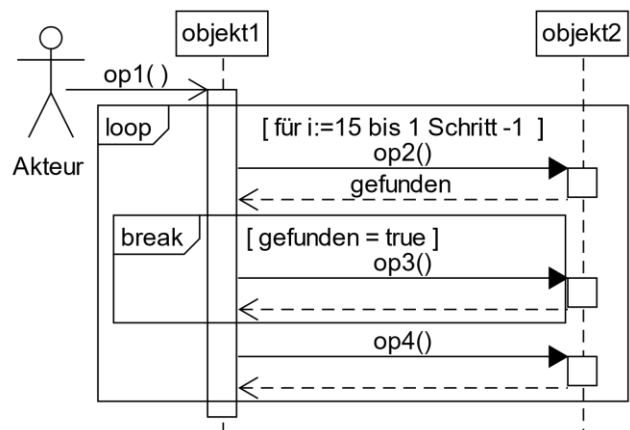 objekt1
objekt2
op1( )
Akteur
loop
[ für i:=15 bis 1 Schritt -1 ]
op2()
gefunden
break
[ gefunden = true ]
op3()
op4()